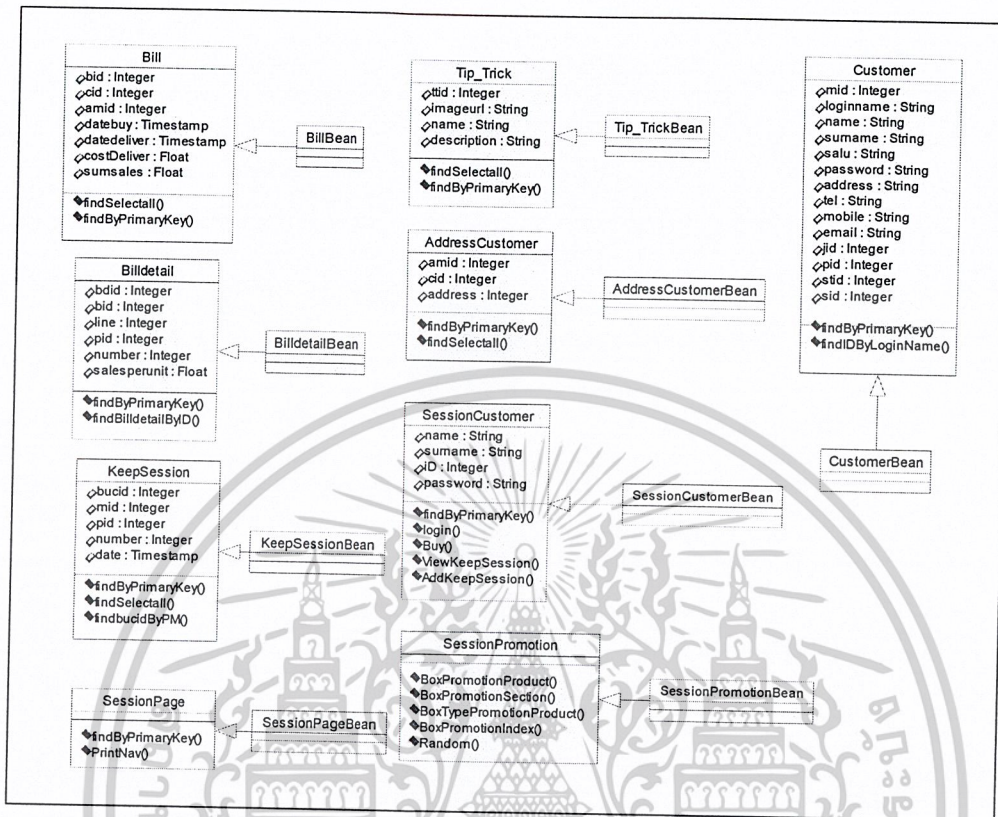 Bill
bid : Integer
cid : Integer
amid : Integer
datebuy : Timestamp
datedeliver : Timestamp
costDeliver : Float
sumsales : Float
findSelectall()
findByPrimaryKey()
BillBean
Tip_Trick
ttid : Integer
imageurl : String
name : String
description : String
findSelectall()
findByPrimaryKey()
Tip_TrickBean
Customer
mid : Integer
loginname : String
name : String
surname : String
salu : String
password : String
address : String
tel : String
mobile : String
email : String
jid : Integer
pid : Integer
stid : Integer
sid : Integer
findByPrimaryKey()
findIDByLoginName()
CustomerBean
Billdetail
bdid : Integer
bid : Integer
line : Integer
pid : Integer
number : Integer
salesperunit : Float
findByPrimaryKey()
findBilldetailByID()
BilldetailBean
AddressCustomer
amid : Integer
cid : Integer
address : Integer
findByPrimaryKey()
findSelectall()
AddressCustomerBean
KeepSession
bucid : Integer
mid : Integer
pid : Integer
number : Integer
date : Timestamp
findByPrimaryKey()
findSelectall()
findbucidByPM()
KeepSessionBean
SessionCustomer
name : String
surname : String
ID : Integer
password : String
findByPrimaryKey()
login()
Buy()
ViewKeepSession()
AddKeepSession()
SessionCustomerBean
SessionPage
findByPrimaryKey()
PrintNav()
SessionPageBean
SessionPromotion
BoxPromotionProduct()
BoxPromotionSection()
BoxTypePromotionProduct()
BoxPromotionIndex()
Random()
SessionPromotionBean